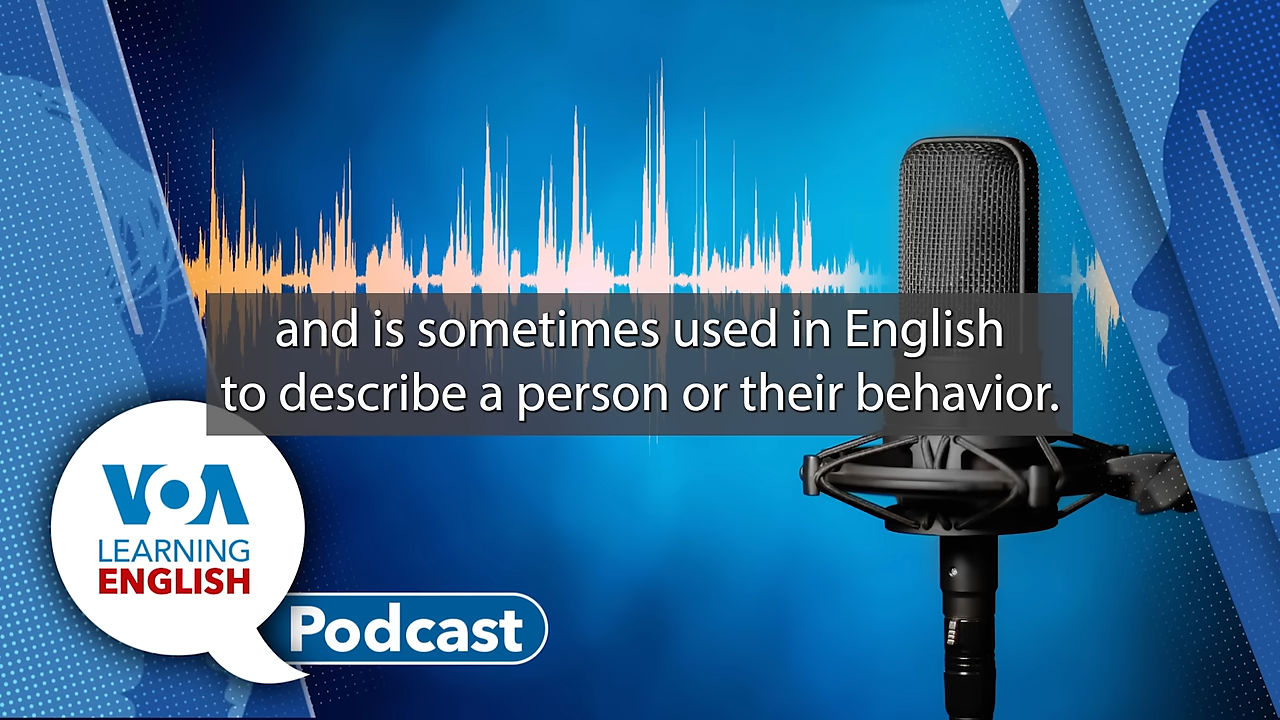 and is sometimes used in English
to describe a person or their behavior.
VOA
LEARNING
ENGLISH
Podcast